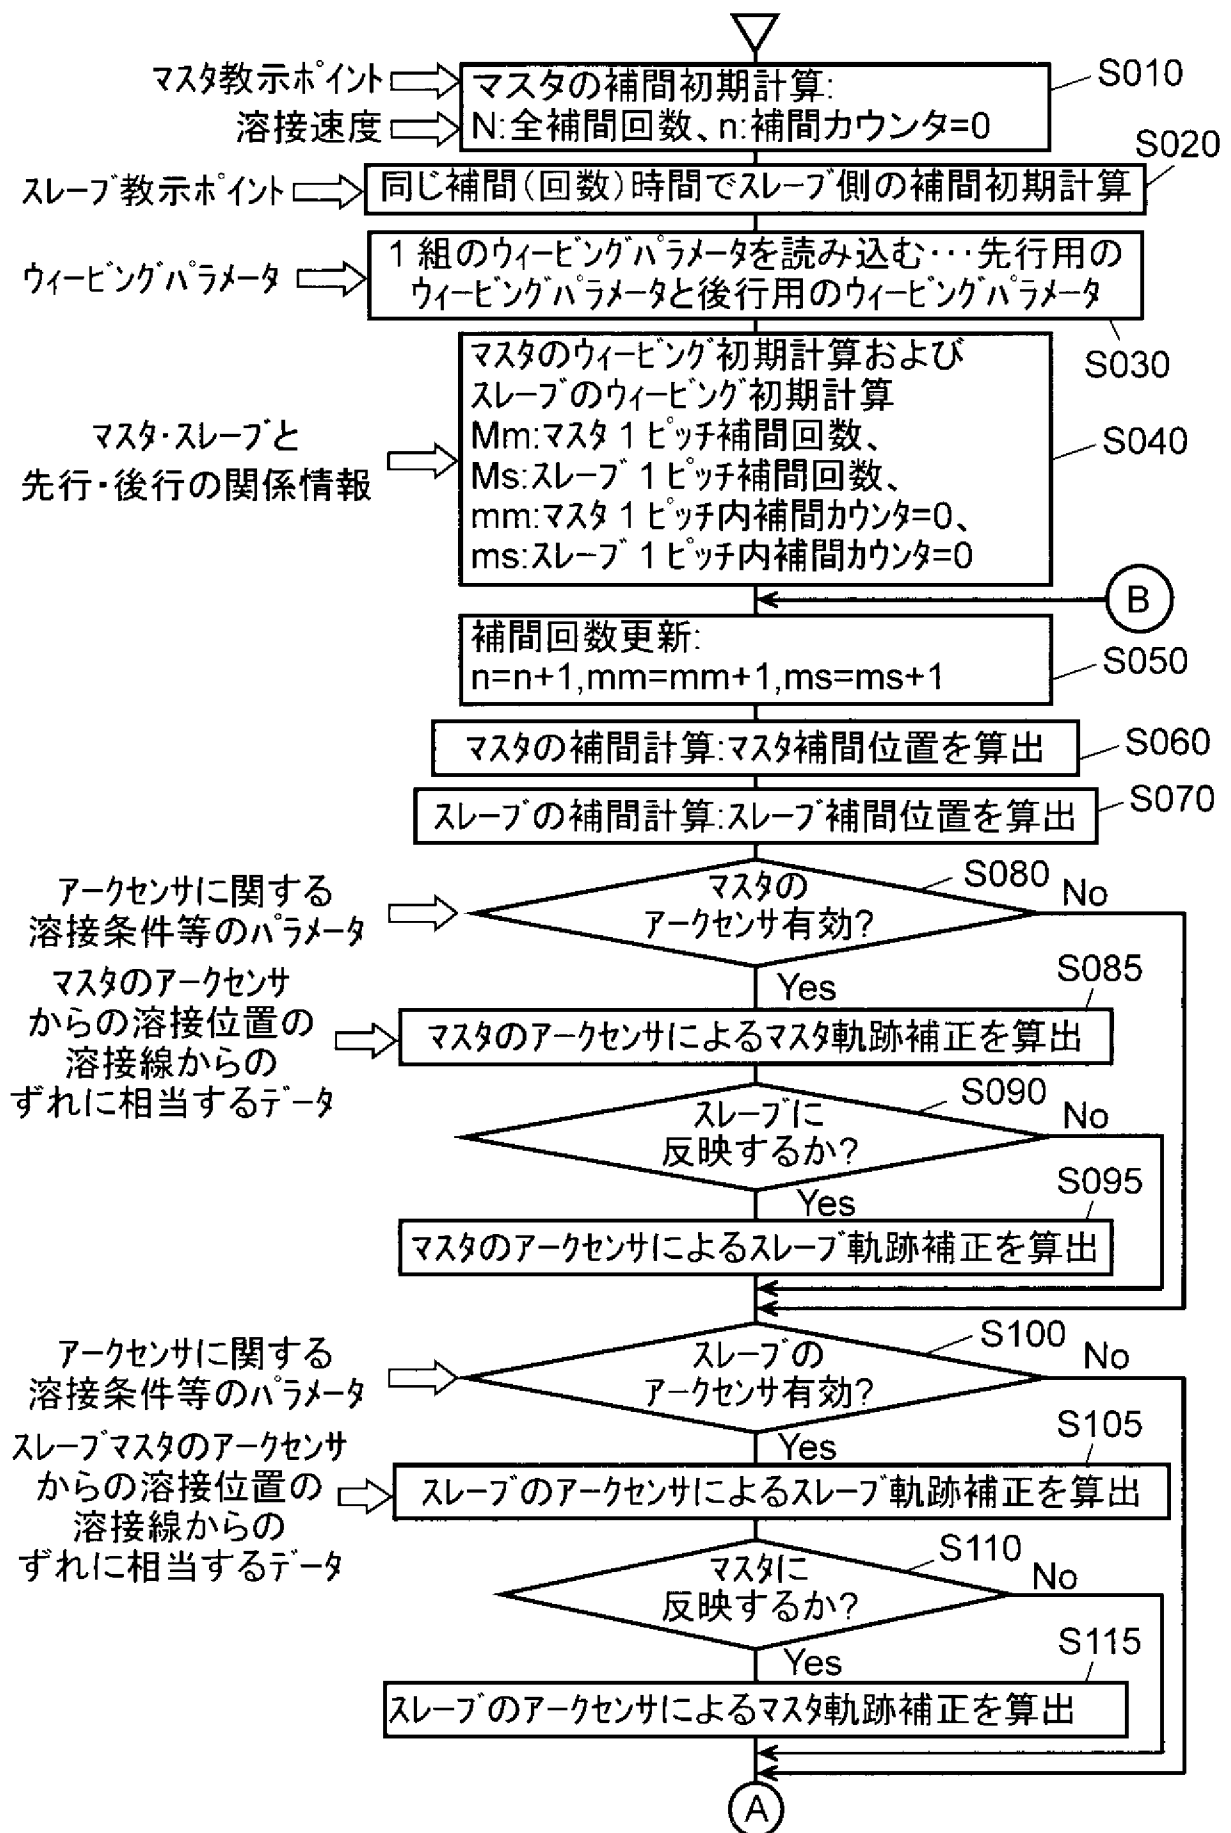 マスタ教示ポイント
溶接速度
マスタの補間初期計算:
N:全補間回数、n:補間カウンタ=0
S010
スレーブ教示ポイント
同じ補間(回数)時間でスレーブ側の補間初期計算
S020
ウィービングパラメータ
1組のウィービングパラメータを読み込む…先行用の
ウィービングパラメータと後行用のウィービングパラメータ
S030
マスタ・スレーブと
先行・後行の関係情報
マスタのウィービング初期計算および
スレーブのウィービング初期計算
Mm:マスタ1ピッチ補間回数、
Ms:スレーブ1ピッチ補間回数、
mm:マスタ1ピッチ内補間カウンタ=0、
ms:スレーブ1ピッチ内補間カウンタ=0
S040
B
補間回数更新:
n=n+1,mm=mm+1,ms=ms+1
S050
マスタの補間計算:マスタ補間位置を算出
S060
スレーブの補間計算:スレーブ補間位置を算出
S070
アークセンサに関する
溶接条件等のパラメータ
マスタの
アークセンサ有効?
S080
No
Yes
マスタのアークセンサ
からの溶接位置の
溶接線からの
ずれに相当するデータ
マスタのアークセンサによるマスタ軌跡補正を算出
S085
スレーブに
反映するか?
S090
No
Yes
マスタのアークセンサによるスレーブ軌跡補正を算出
S095
アークセンサに関する
溶接条件等のパラメータ
スレーブの
アークセンサ有効?
S100
No
Yes
スレーブマスタのアークセンサ
からの溶接位置の
溶接線からの
ずれに相当するデータ
スレーブのアークセンサによるスレーブ軌跡補正を算出
S105
マスタに
反映するか?
S110
No
Yes
スレーブのアークセンサによるマスタ軌跡補正を算出
S115
A